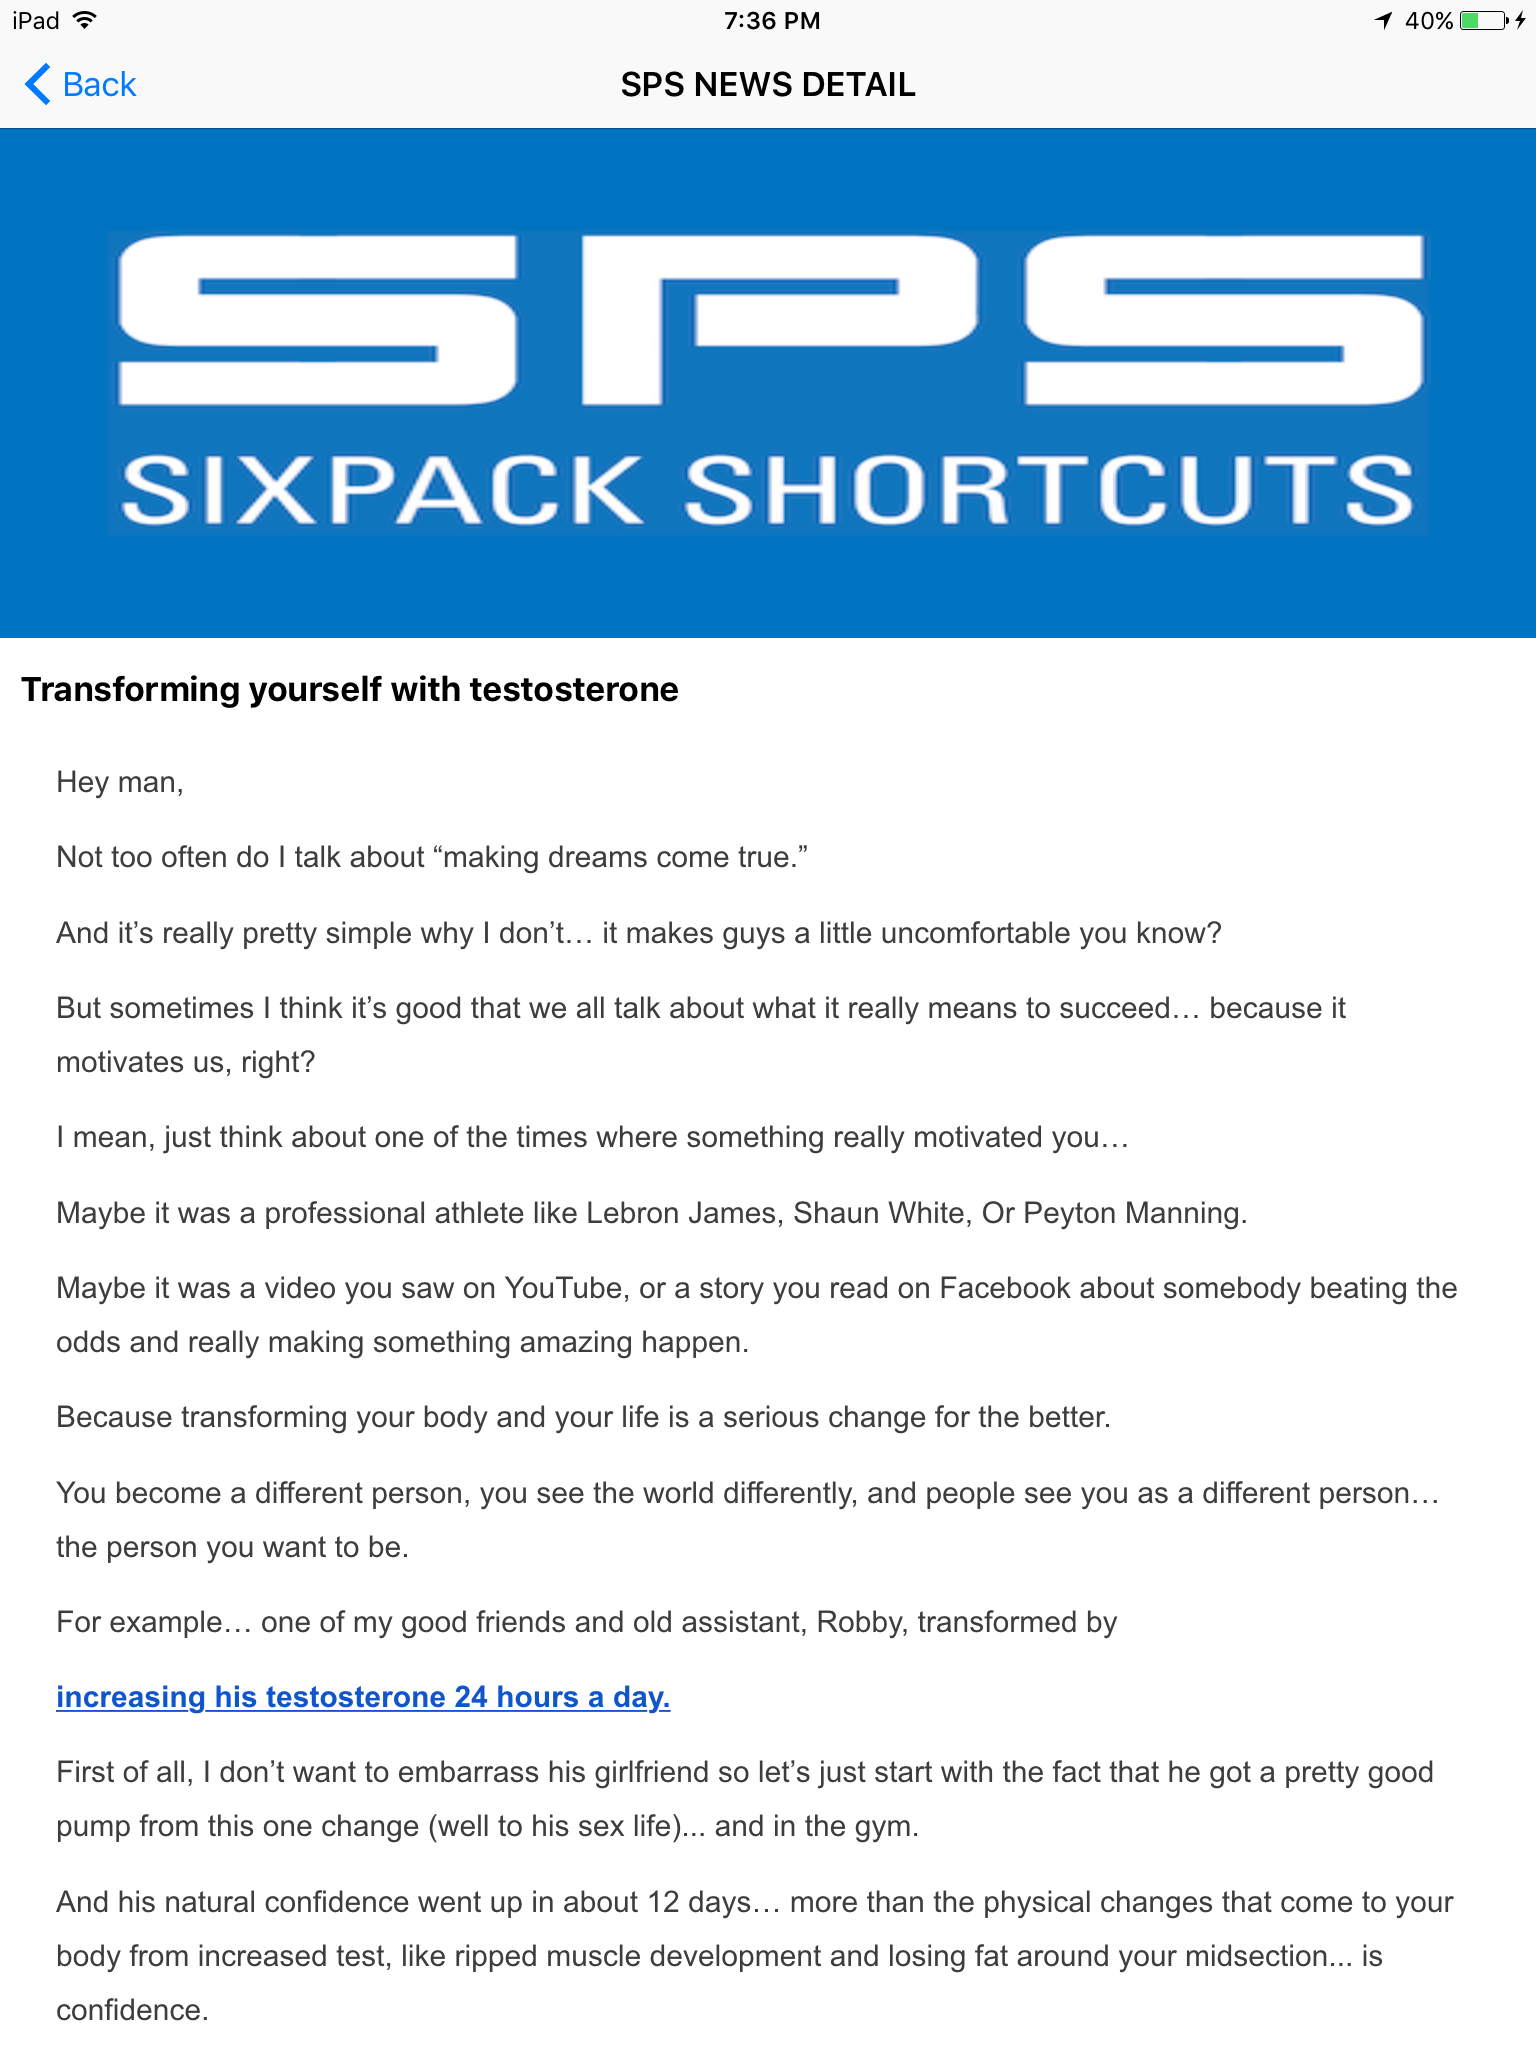 iPad 7:36 PM 40%
Back SPS NEWS DETAIL
SPS
SIXPACK SHORTCUTS
Transforming yourself with testosterone
Hey man,
Not too often do I talk about “making dreams come true.”
And it’s really pretty simple why I don’t… it makes guys a little uncomfortable you know?
But sometimes I think it’s good that we all talk about what it really means to succeed… because it
motivates us, right?
I mean, just think about one of the times where something really motivated you…
Maybe it was a professional athlete like Lebron James, Shaun White, Or Peyton Manning.
Maybe it was a video you saw on YouTube, or a story you read on Facebook about somebody beating the
odds and really making something amazing happen.
Because transforming your body and your life is a serious change for the better.
You become a different person, you see the world differently, and people see you as a different person…
the person you want to be.
For example… one of my good friends and old assistant, Robby, transformed by
increasing his testosterone 24 hours a day.
First of all, I don’t want to embarrass his girlfriend so let’s just start with the fact that he got a pretty good
pump from this one change (well to his sex life)... and in the gym.
And his natural confidence went up in about 12 days… more than the physical changes that come to your
body from increased test, like ripped muscle development and losing fat around your midsection... is
confidence.